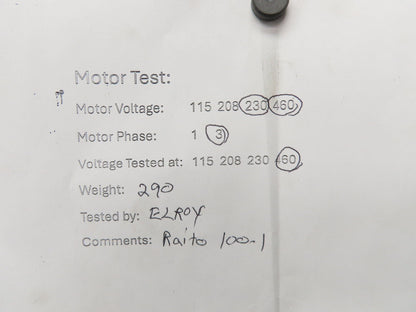 Motor Test:
Motor Voltage: 115 208 230 460
Motor Phase: 1 3
Voltage Tested at: 115 208 230 460
Weight: 290
Tested by: ELROY
Comments: Raito 100-1